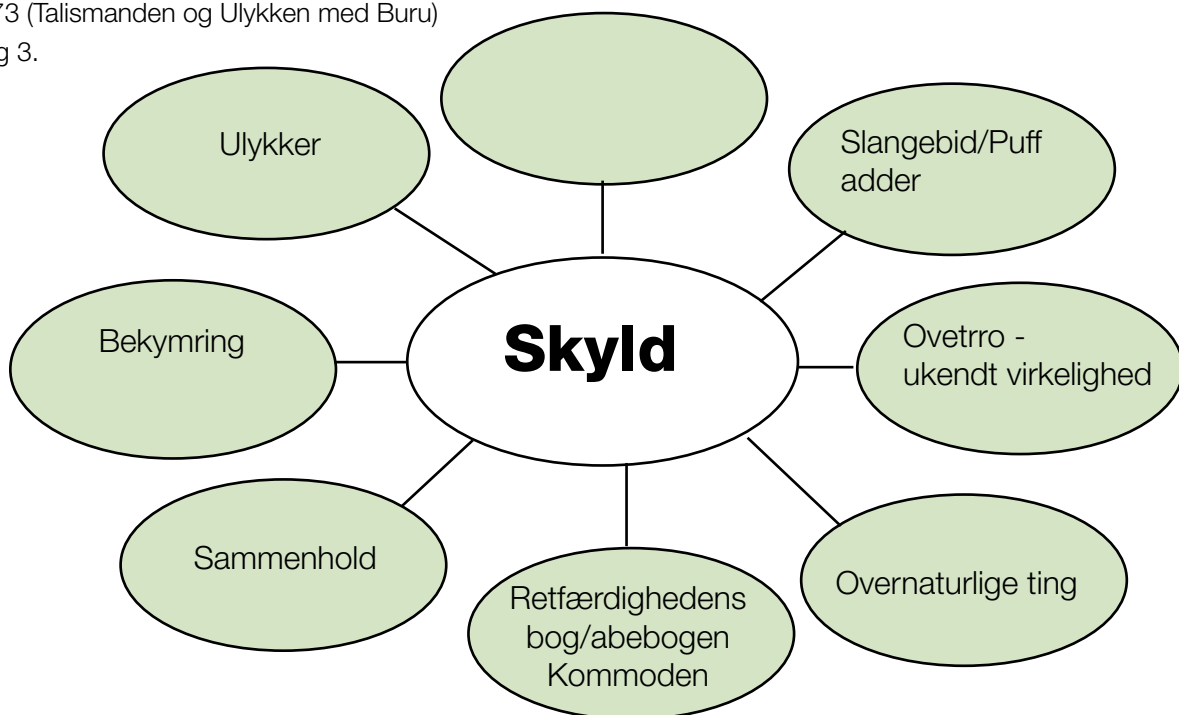 73 (Talismanden og Ulykken med Buru)
g 3.
Ulykker
Slangebid/Puff
adder
Bekymring
Skyld
Ovetrro -
ukendt virkelighed
Sammenhold
Retfærdighedens
bog/abebogen
Kommoden
Overnaturlige ting